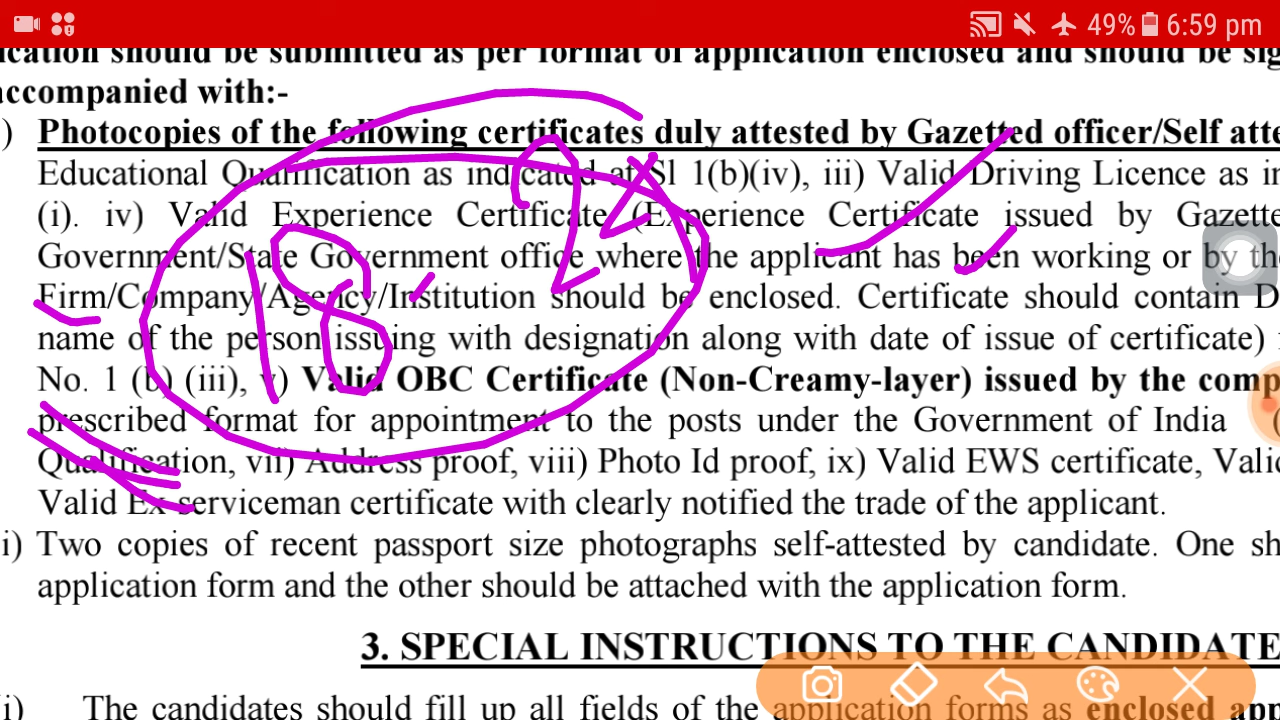 49% 6:59 pm
ication should be submitted as per format of application enclosed and should be sig
accompanied with:-
) Photocopies of the following certificates duly attested by Gazetted officer/Self atte
Educational Qualification as indicated at Sl 1(b)(iv), iii) Valid Driving Licence as in
(i). iv) Valid Experience Certificate (Experience Certificate issued by Gazette
Government/State Government office where the applicant has been working or by th
Firm/Company/Agency/Institution should be enclosed. Certificate should contain D
name of the person issuing with designation along with date of issue of certificate)
No. 1 (b) (iii), v) Valid OBC Certificate (Non-Creamy-layer) issued by the comp
prescribed format for appointment to the posts under the Government of India (
Qualification, vii) Address proof, viii) Photo Id proof, ix) Valid EWS certificate, Valid
Valid Ex-serviceman certificate with clearly notified the trade of the applicant.
i) Two copies of recent passport size photographs self-attested by candidate. One sh
application form and the other should be attached with the application form.
3. SPECIAL INSTRUCTIONS TO THE CANDIDATE
i) The candidates should fill up all fields of the application forms as enclosed app
18